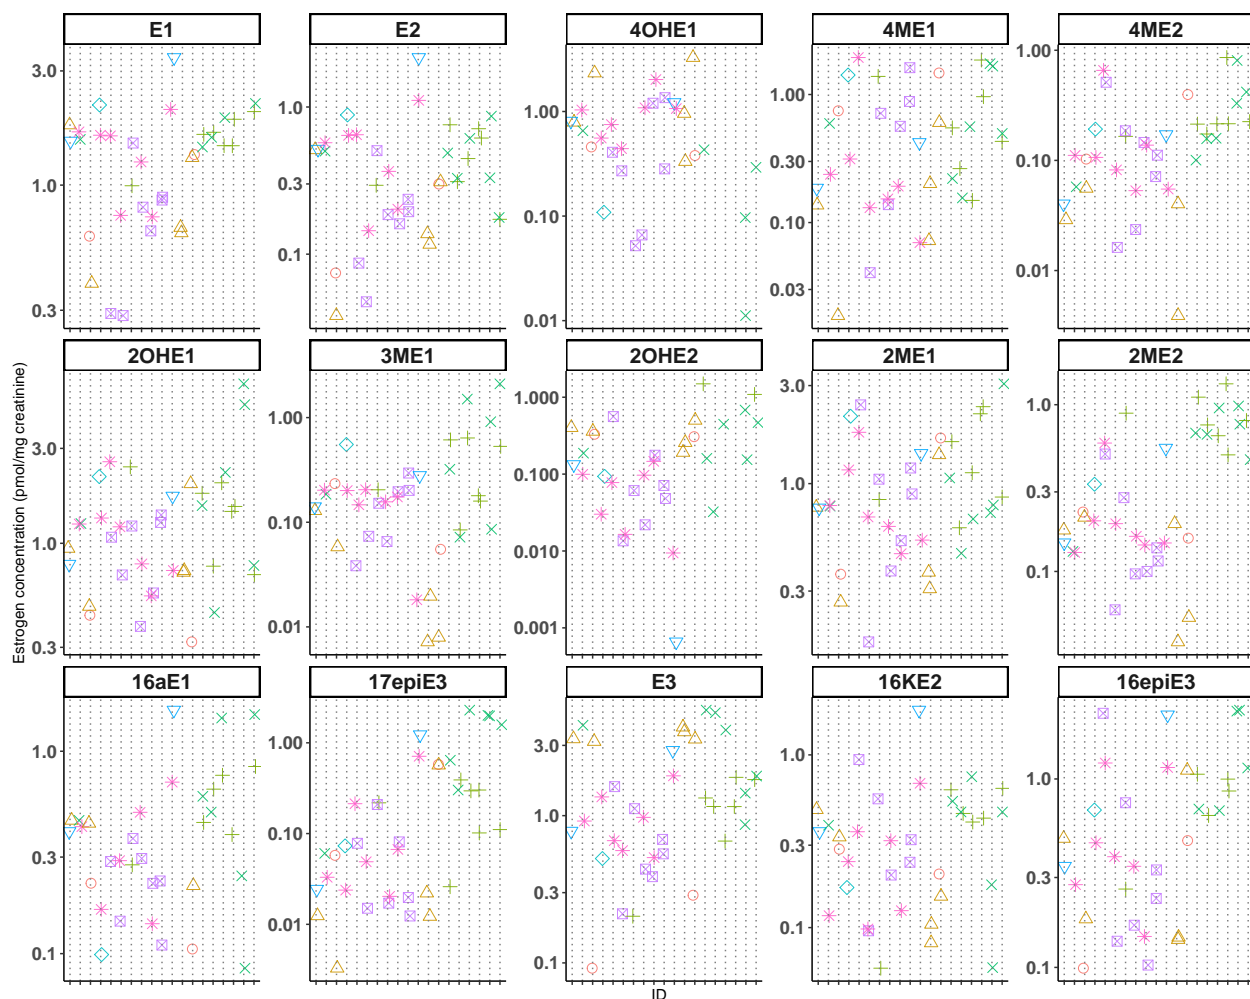 E1 E2 4OHE1 4ME1 4ME2
3.0 1.0 0.3
1.0 0.3 0.1
1.00 0.10 0.01
1.00 0.30 0.10 0.03
1.00 0.10 0.01
Estrogen concentration (pmol/mg creatinine)
2OHE1 3ME1 2OHE2 2ME1 2ME2
3.0 1.0 0.3
1.00 0.10 0.01
1.000 0.100 0.010 0.001
3.0 1.0 0.3
1.0 0.3 0.1
16aE1 17epiE3 E3 16KE2 16epiE3
1.0 0.3 0.1
1.00 0.10 0.01
3.0 1.0 0.3 0.1
1.0 0.3 0.1
1.0 0.3 0.1
ID